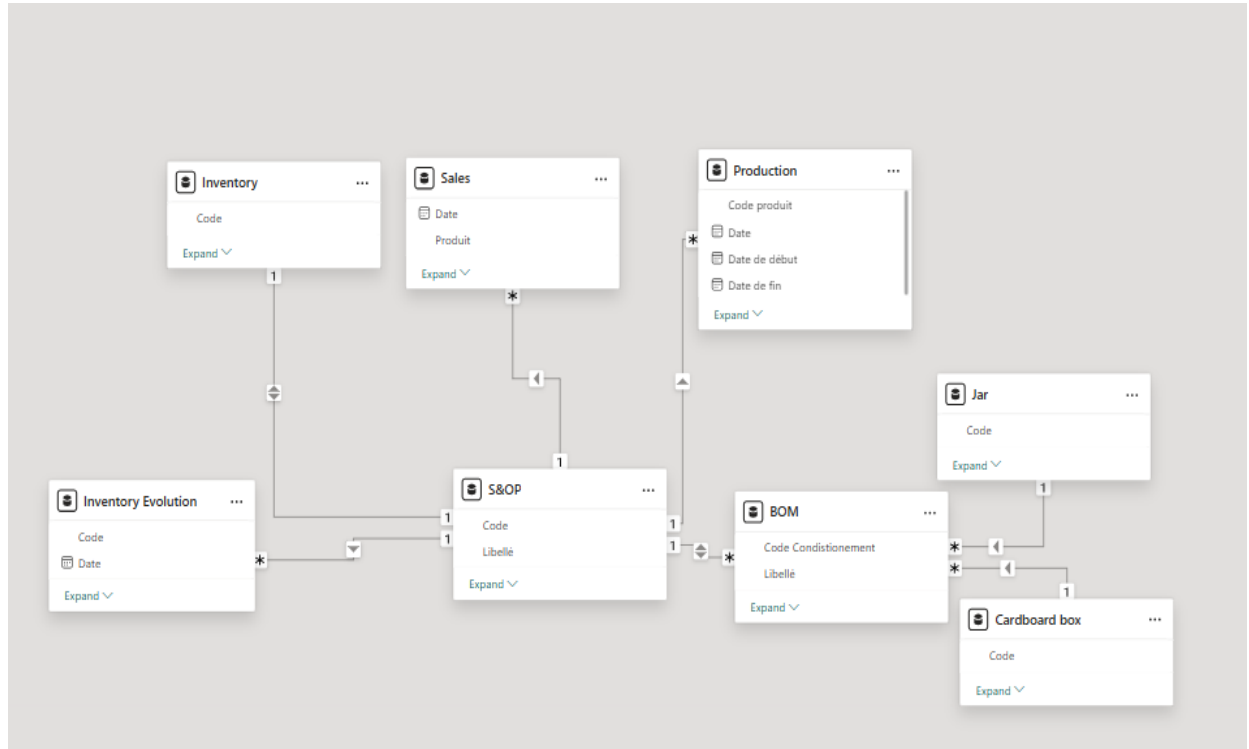 Inventory
Code
Expand
1
Sales
Date
Produit
Expand
*
Production
Code produit
Date
Date de début
Date de fin
Expand
*
Jar
Code
Expand
1
Inventory Evolution
Code
Date
Expand
*
S&OP
Code
Libellé
Expand
1
1
1
1
1
BOM
Code Condistionement
Libellé
Expand
*
*
*
Cardboard box
Code
Expand
1